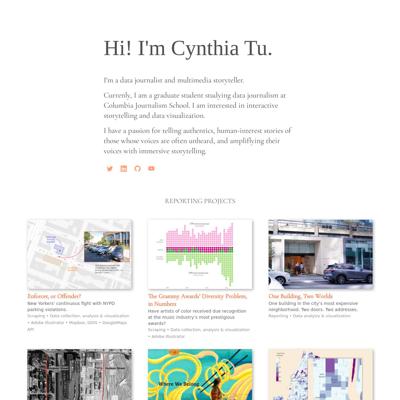 Hi! I'm Cynthia Tu.
I'm a data journalist and multimedia storyteller.
Currently, I am a graduate student studying data journalism at
Columbia Journalism School. I am interested in interactive
storytelling and data visualization.
I have a passion for telling authentics, human-interest stories of
those whose voices are often unheard, and amplifiying their
voices with immersive storytelling.
REPORTING PROJECTS
Enforcer, or Offender?
New Yorkers' continuous fight with NYPD
parking violations.
Scraping • Data collection, analysis & visualization
• Adobe Illustrator • Mapbox, QGIS • GoogleMaps
API
The Grammy Awards' Diversity Problem,
in Numbers
Have artists of color received due recognition
at the music industry's most prestigious
awards?
Scraping • Data collection, analysis & visualization
• Adobe Illustrator
One Building, Two Worlds
One building in the city's most expensive
neighborhood. Two doors. Two addresses.
Reporting • Data analysis & visualization
Where We Belong